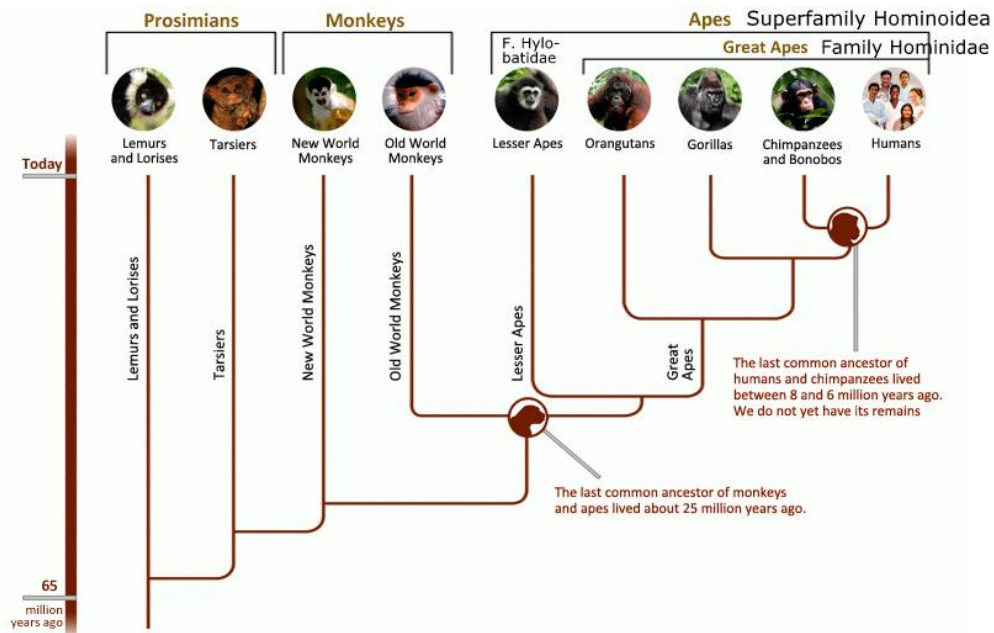 Prosimians
Monkeys
Apes Superfamily Hominoidea
Great Apes Family Hominidae
F. Hylo-
batidae
Lemurs
and Lorises
Tarsiers
New World
Monkeys
Old World
Monkeys
Lesser Apes
Orangutans
Gorillas
Chimpanzees
and Bonobos
Humans
Today
Lemurs and Lorises
Tarsiers
New World Monkeys
Old World Monkeys
Lesser Apes
Great
Apes
The last common ancestor of
humans and chimpanzees lived
between 8 and 6 million years ago.
We do not yet have its remains
The last common ancestor of monkeys
and apes lived about 25 million years ago.
65
million
years ago